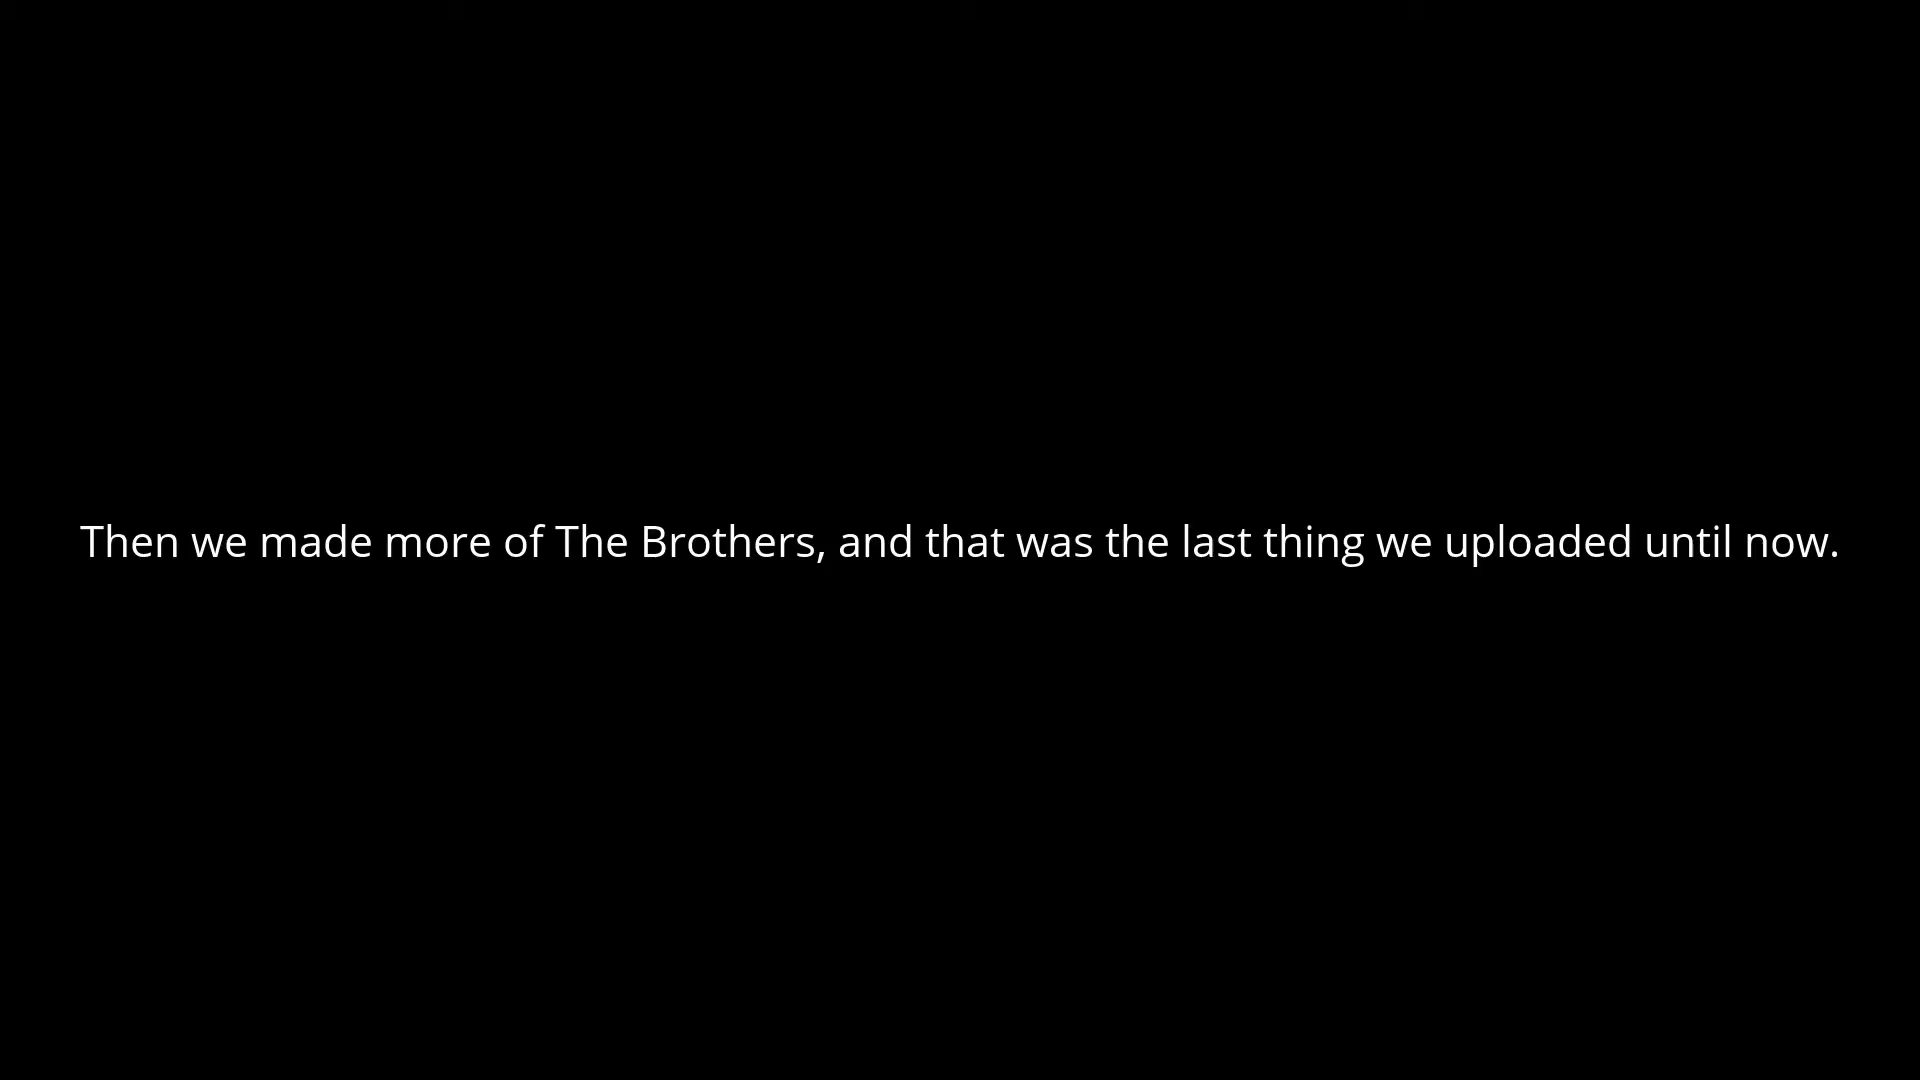 Then we made more of The Brothers, and that was the last thing we uploaded until now.